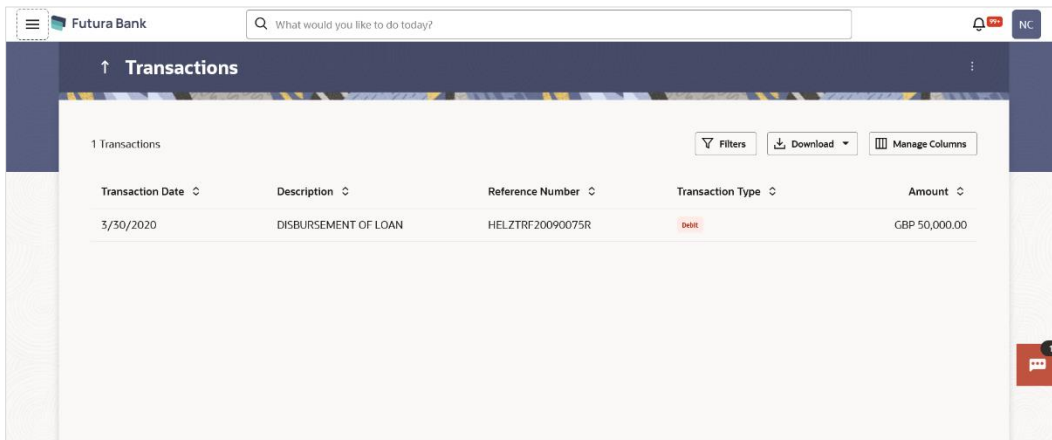 Futura Bank
What would you like to do today?
99+
NC
↑ Transactions
1 Transactions
Filters
Download
Manage Columns
Transaction Date Description Reference Number Transaction Type Amount
3/30/2020 DISBURSEMENT OF LOAN HELZTRF20090075R Debit GBP 50,000.00